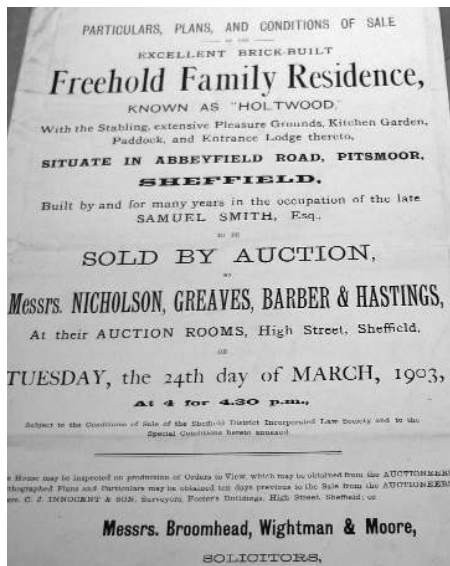 PARTICULARS, PLANS, AND CONDITIONS OF SALE
OF THE
EXCELLENT BRICK-BUILT
Freehold Family Residence,
KNOWN AS "HOLTWOOD,"
With the Stabling, extensive Pleasure Grounds, Kitchen Garden,
Paddock, and Entrance Lodge thereto,
SITUATE IN ABBEYFIELD ROAD, PITSMOOR,
SHEFFIELD,
Built by and for many years in the occupation of the late
SAMUEL SMITH, Esq.,
TO BE
SOLD BY AUCTION,
BY
Messrs. NICHOLSON, GREAVES, BARBER & HASTINGS,
At their AUCTION ROOMS, High Street, Sheffield,
ON
TUESDAY, the 24th day of MARCH, 1903,
At 4 for 4.30 p.m.,
Subject to the Conditions of Sale of the Sheffield District Incorporated Law Society and to the
Special Conditions hereto annexed.
e House may be inspected on production of Orders to View, which may be obtained from the AUCTIONEERS
thographed Plans and Particulars may be obtained ten days previous to the Sale from the AUCTIONEERS
rs. C. J. INNOCENT & SON, Surveyors, Foster's Buildings, High Street, Sheffield; or
Messrs. Broomhead, Wightman & Moore,
SOLICITORS,